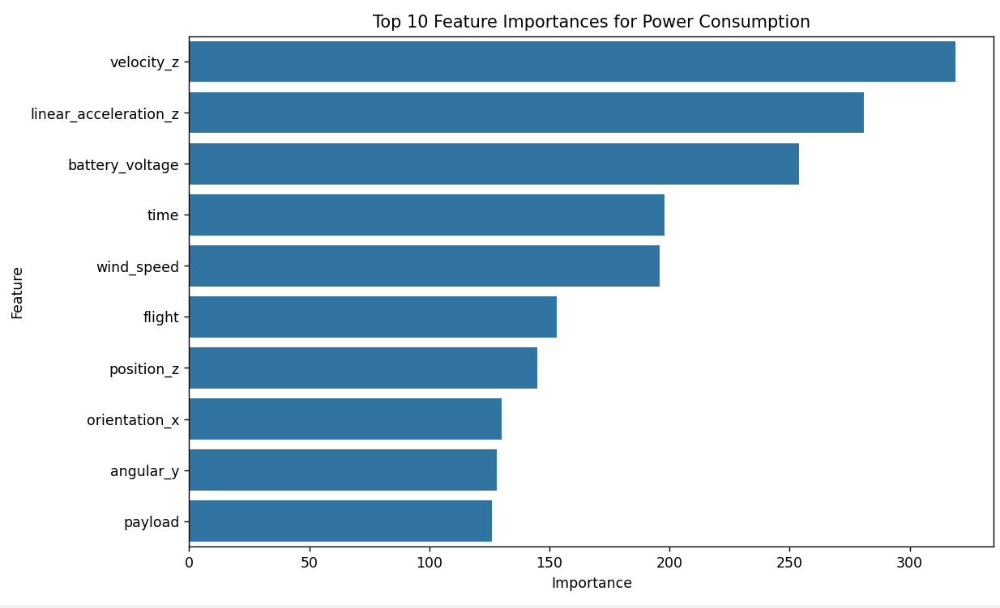 Top 10 Feature Importances for Power Consumption
velocity_z
linear_acceleration_z
battery_voltage
time
wind_speed
flight
position_z
orientation_x
angular_y
payload
Feature
0 50 100 150 200 250 300
Importance